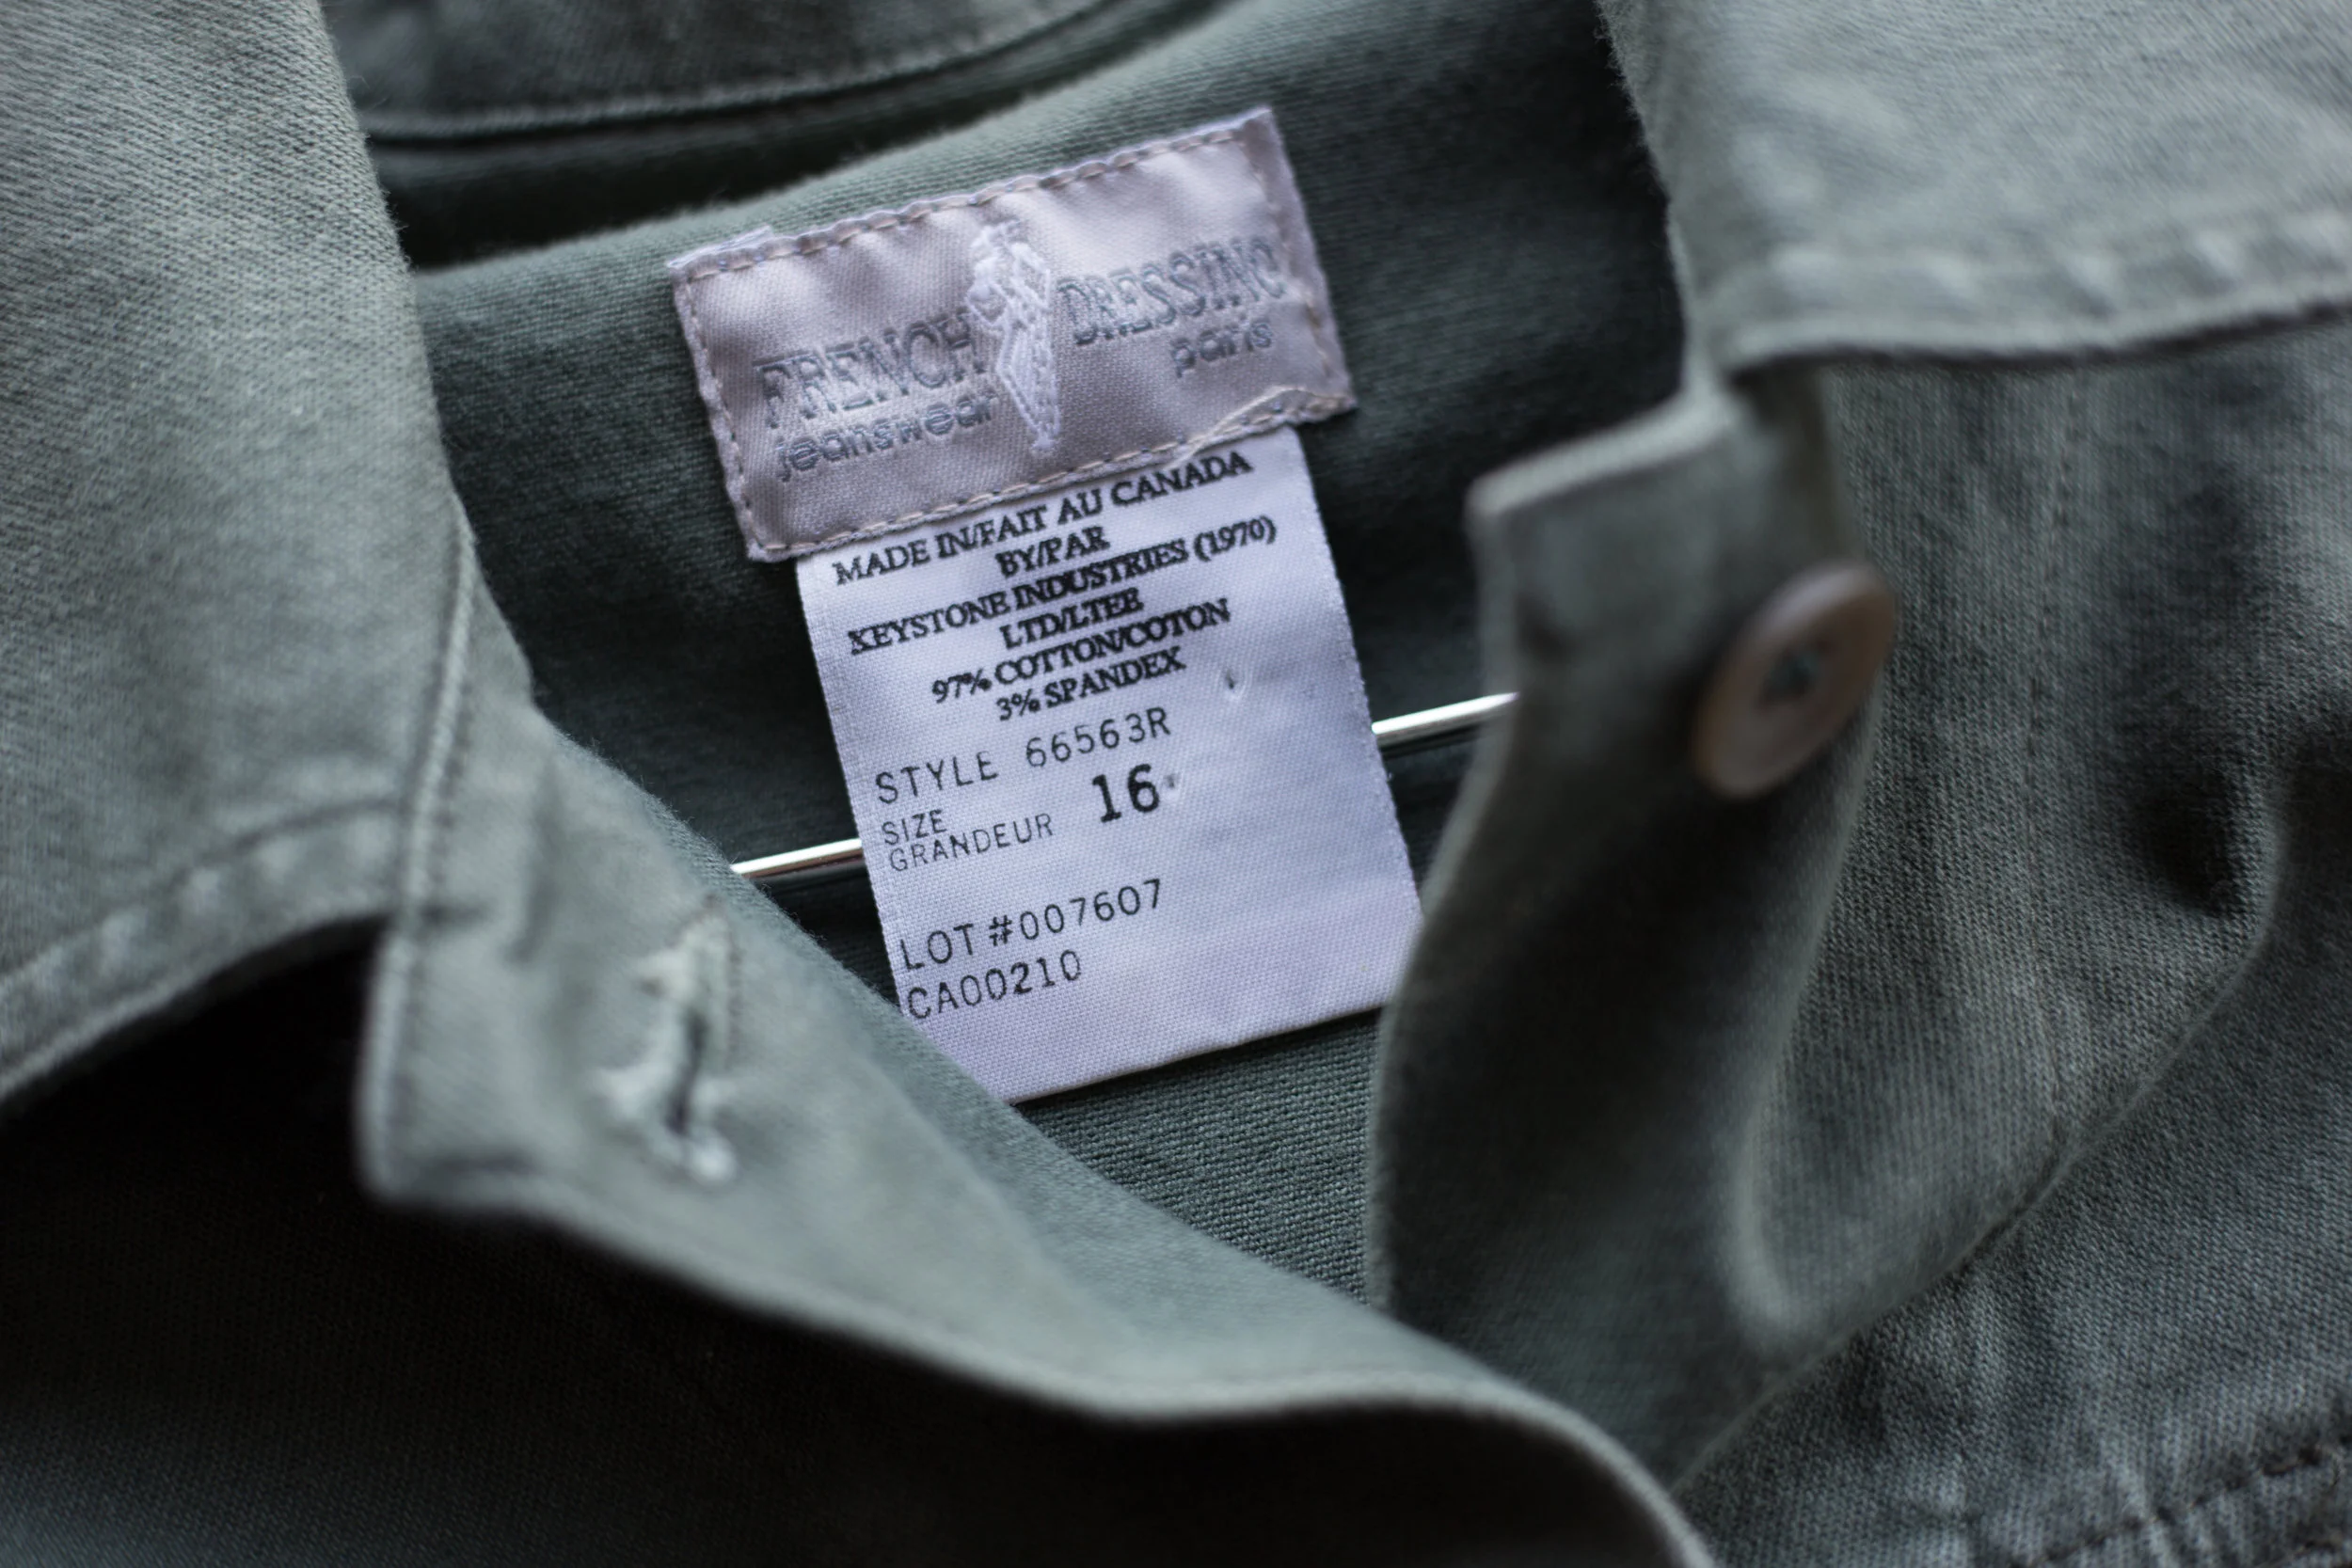 FRENCH DRESSING
jeanswear paris
MADE IN/FAIT AU CANADA
BY/PAR
KEYSTONE INDUSTRIES (1970)
LTD/LTEE
97% COTTON/COTON
3% SPANDEX
STYLE 66563R
SIZE
GRANDEUR 16
LOT #007607
CA00210